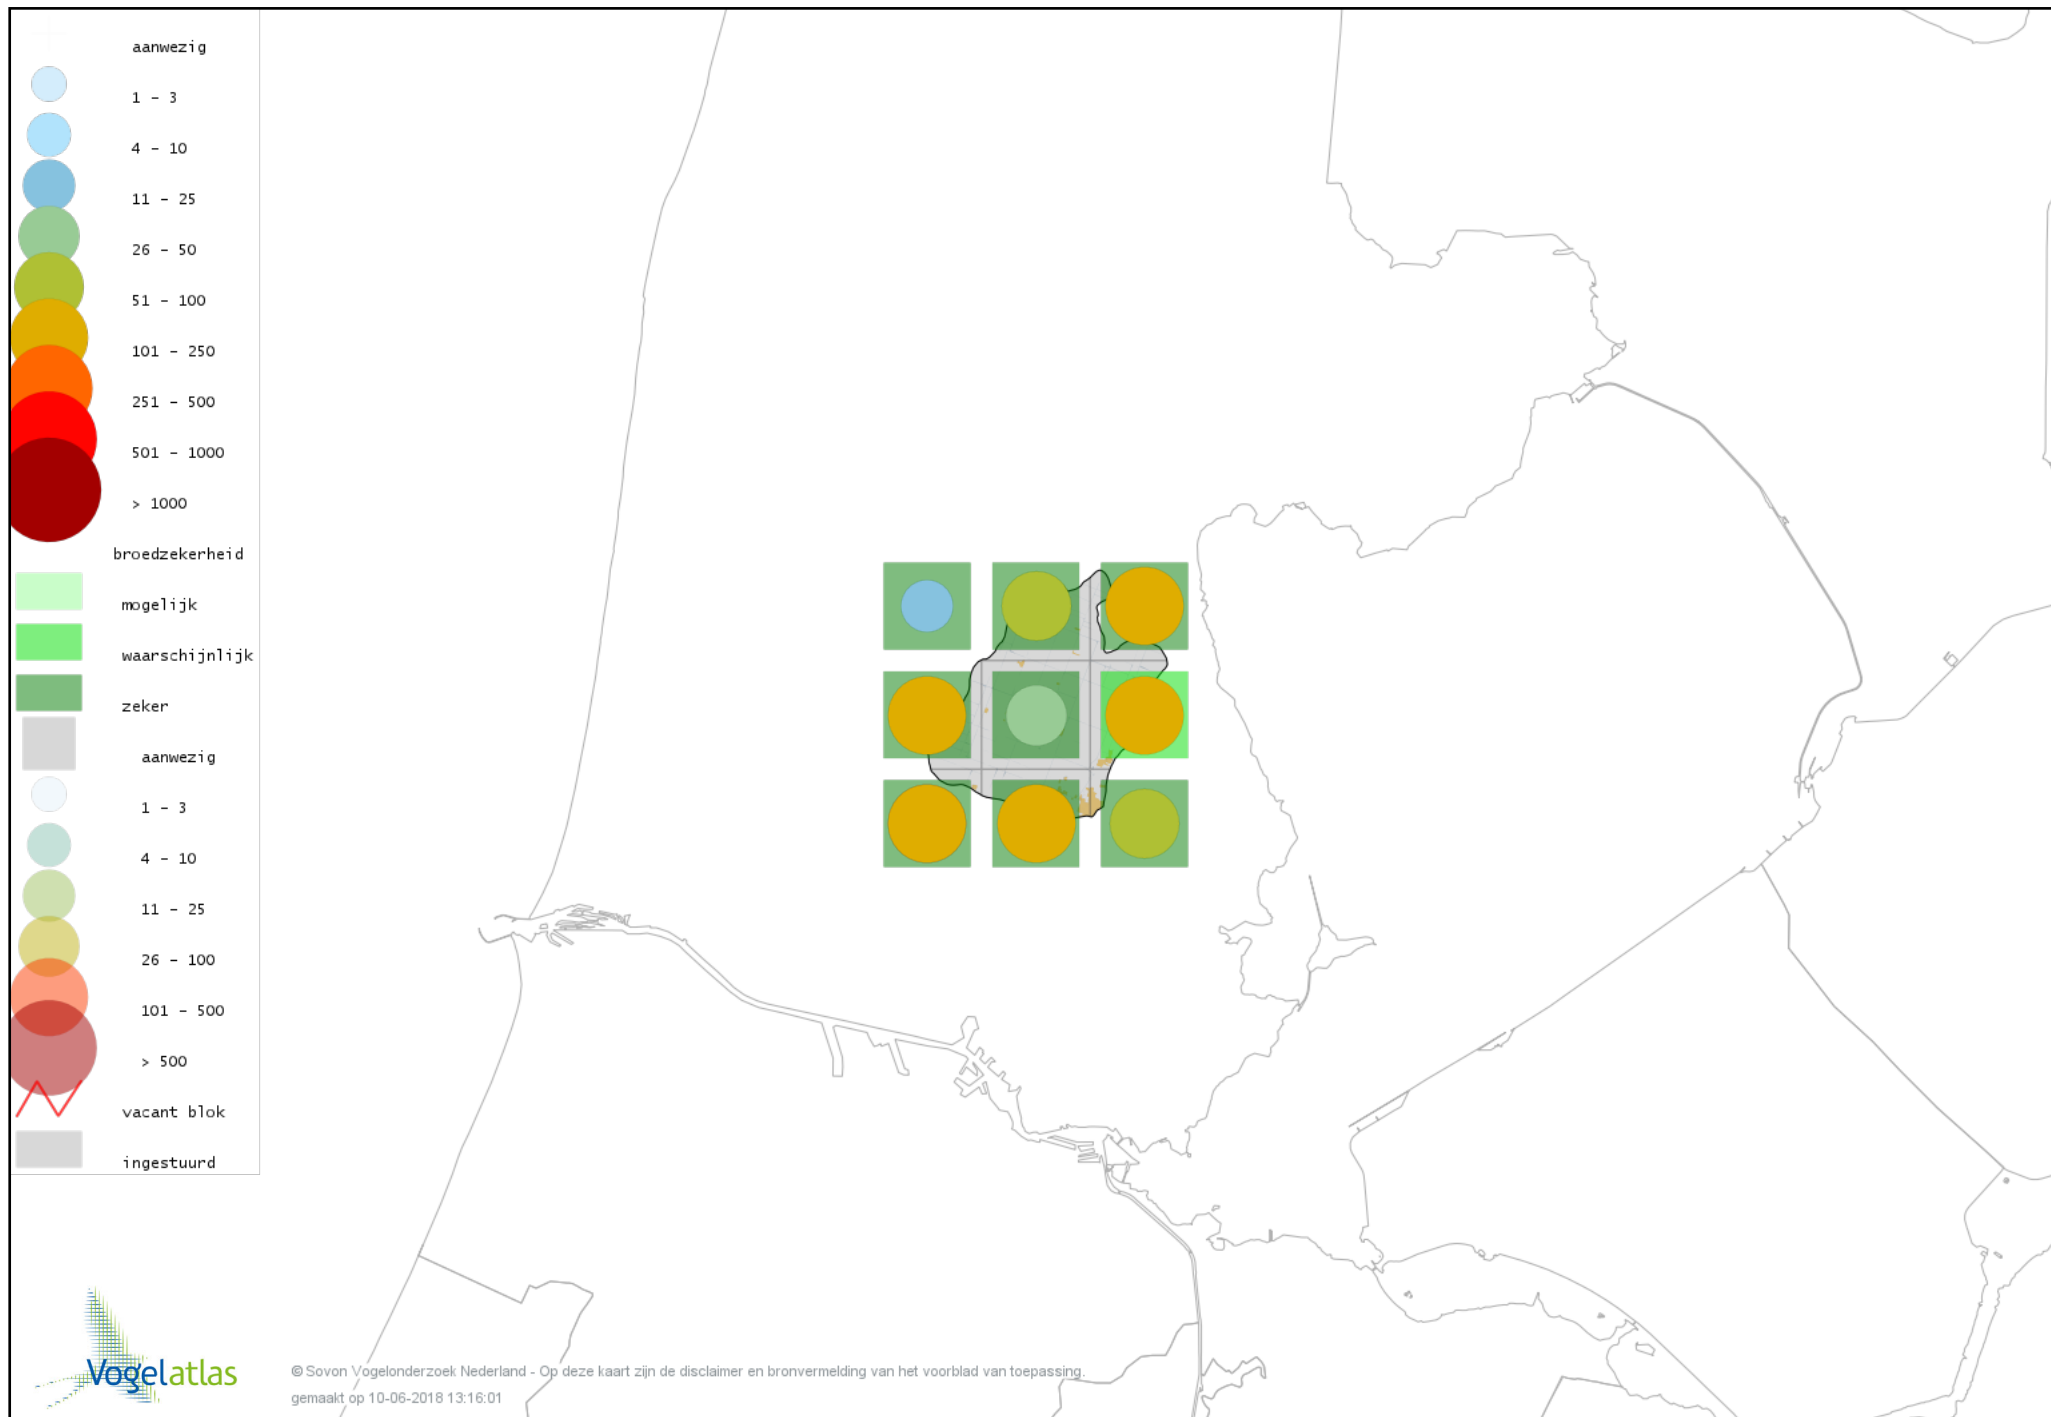 aanwezig
1 - 3
4 - 10
11 - 25
26 - 50
51 - 100
101 - 250
251 - 500
501 - 1000
> 1000
broedzekerheid
mogelijk
waarschijnlijk
zeker
aanwezig
1 - 3
4 - 10
11 - 25
26 - 100
101 - 500
> 500
vacant blok
ingestuurd
Vogelatlas
© Sovon Vogelonderzoek Nederland - Op deze kaart zijn de disclaimer en bronvermelding van het voorblad van toepassing.
gemaakt op 10-06-2018 13:16:01